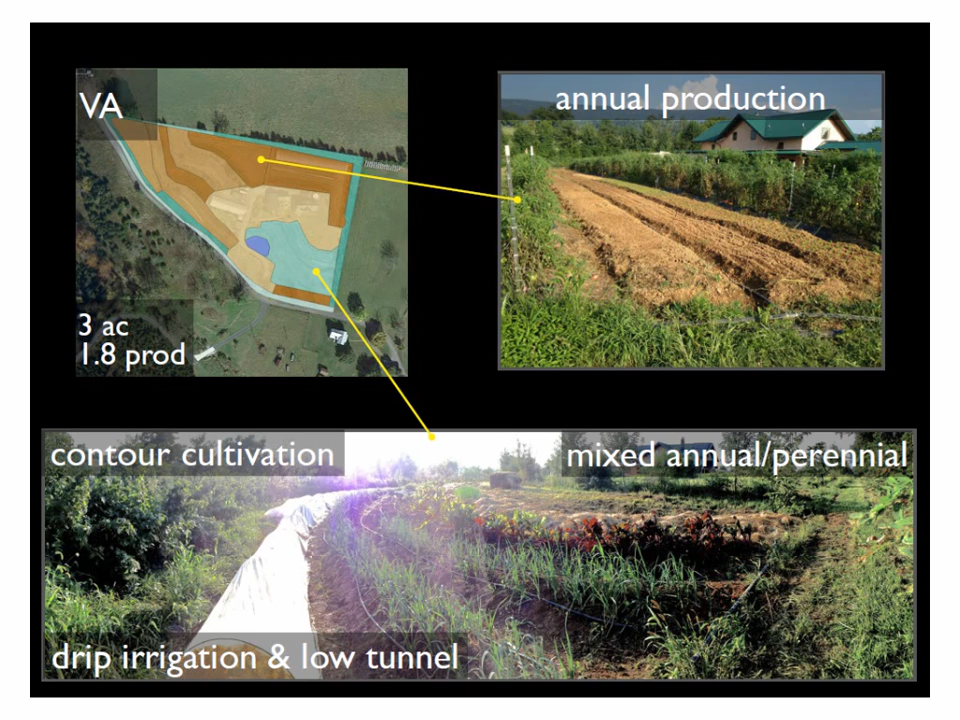 VA
annual production
3 ac
1.8 prod
contour cultivation
mixed annual/perennial
drip irrigation & low tunnel